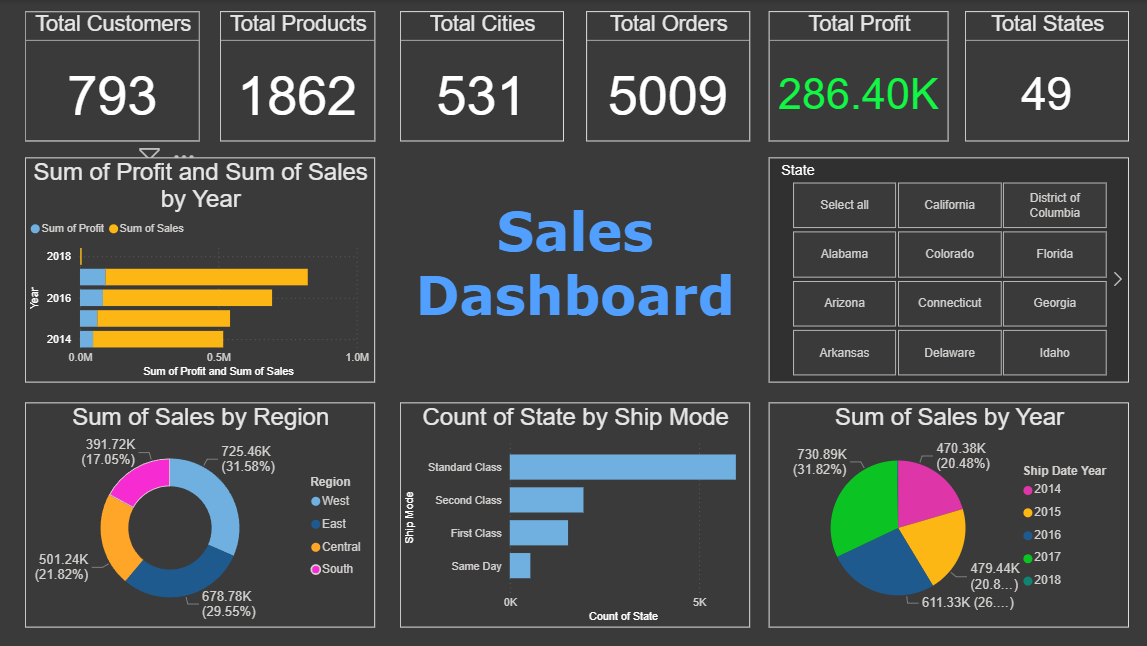 Total Customers
793
Total Products
1862
Total Cities
531
Total Orders
5009
Total Profit
286.40K
Total States
49
Sum of Profit and Sum of Sales
by Year
Sum of Profit
Sum of Sales
Year
2018
2016
2014
0.0M
0.5M
1.0M
Sum of Profit and Sum of Sales
Sales
Dashboard
State
Select all
California
District of
Columbia
Alabama
Colorado
Florida
Arizona
Connecticut
Georgia
Arkansas
Delaware
Idaho
Sum of Sales by Region
391.72K
(17.05%)
725.46K
(31.58%)
501.24K
(21.82%)
678.78K
(29.55%)
Region
West
East
Central
South
Count of State by Ship Mode
Ship Mode
Standard Class
Second Class
First Class
Same Day
0K
5K
Count of State
Sum of Sales by Year
730.89K
(31.82%)
470.38K
(20.48%)
479.44K
(20.8...)
611.33K (26....)
Ship Date Year
2014
2015
2016
2017
2018